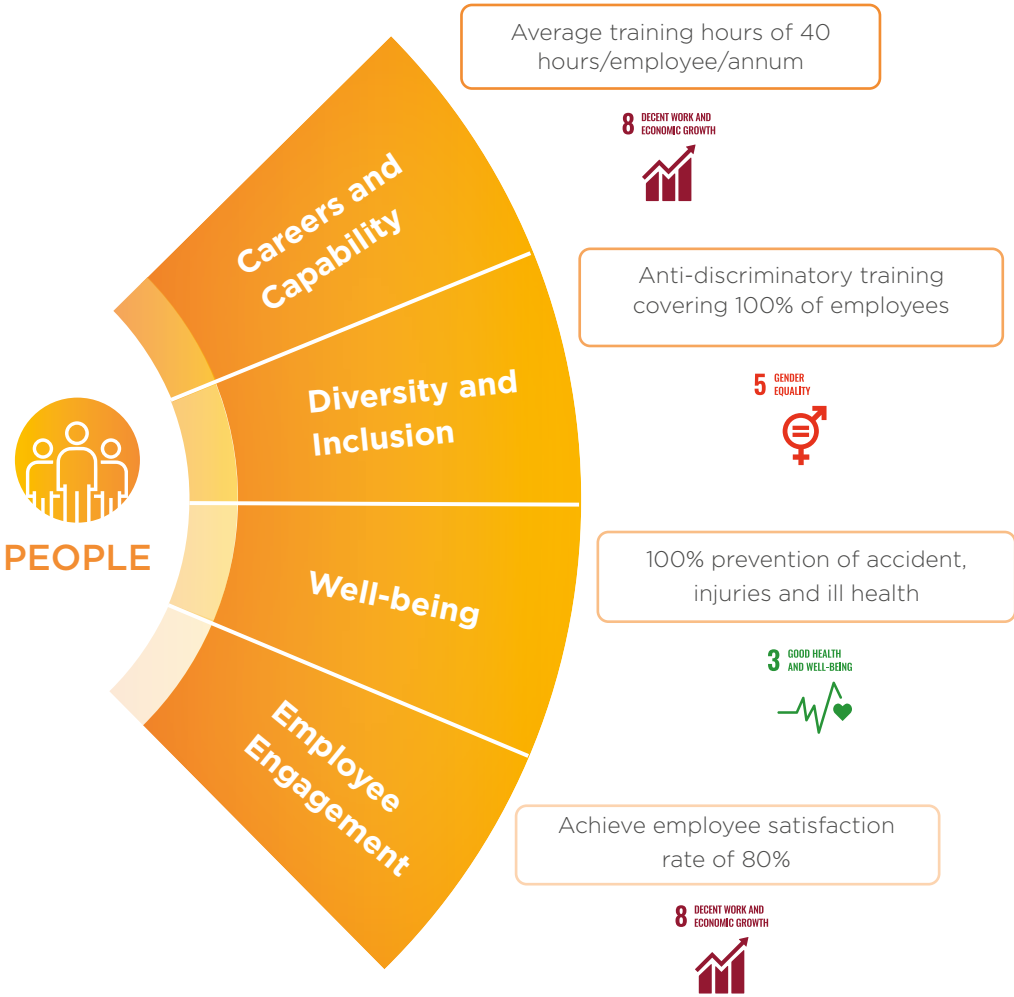 PEOPLE
Careers and
Capability
Average training hours of 40
hours/employee/annum
8 DECENT WORK AND
ECONOMIC GROWTH
Diversity and
Inclusion
Anti-discriminatory training
covering 100% of employees
5 GENDER
EQUALITY
Well-being
100% prevention of accident,
injuries and ill health
3 GOOD HEALTH
AND WELL-BEING
Employee
Engagement
Achieve employee satisfaction
rate of 80%
8 DECENT WORK AND
ECONOMIC GROWTH